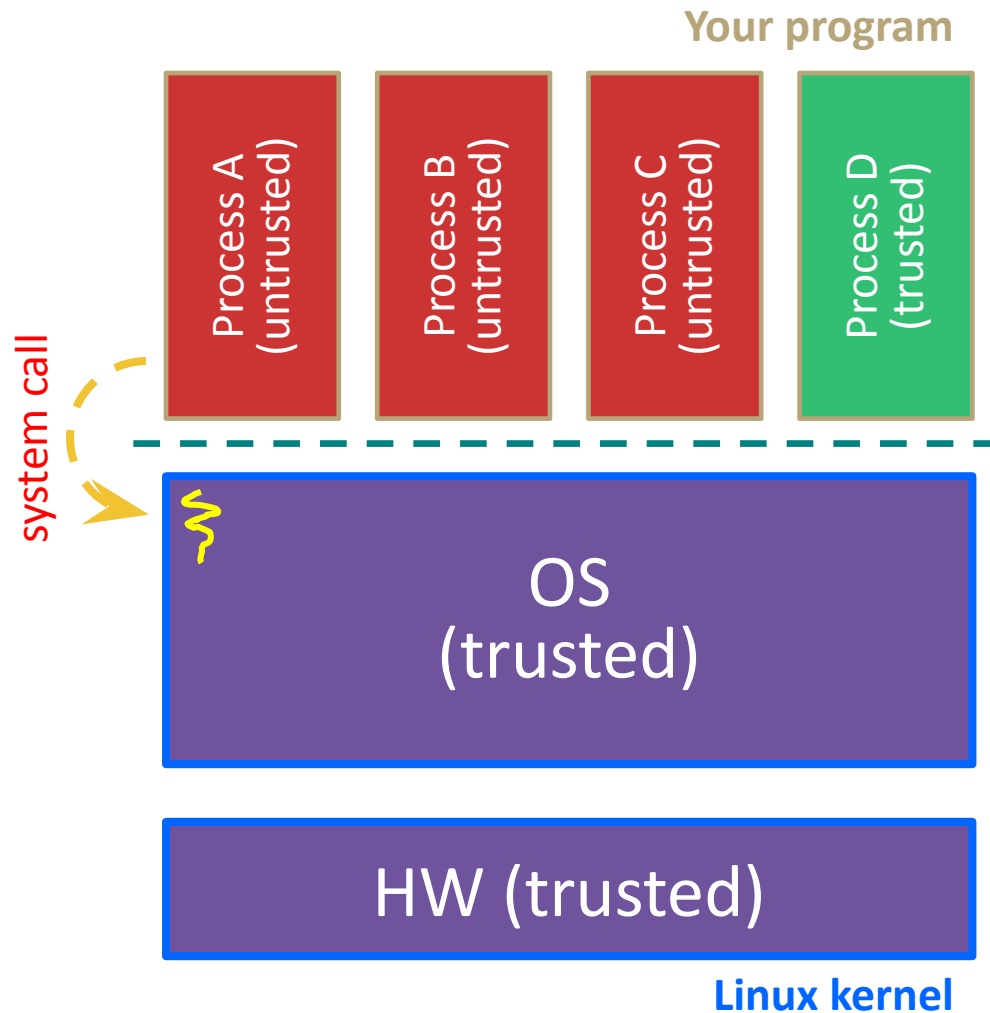 Your program
Process A
(untrusted)
Process B
(untrusted)
Process C
(untrusted)
Process D
(trusted)
system call
OS
(trusted)
HW (trusted)
Linux kernel